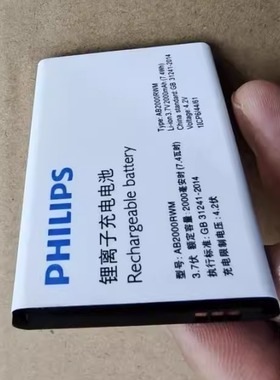 PHILIPS
锂离子充电电池
Rechargeable battery
型号: AB2000RWM
3.7伏 额定容量: 2000毫安时 (7.4瓦时)
执行标准: GB 31241-2014
充电限制电压: 4.2伏
Type: AB2000RWM
Li-ion 3.7V 2000mAh(7.4Wh)
China standard GB 31241-2014
Voltage: 4.2V
1ICP6/44/61